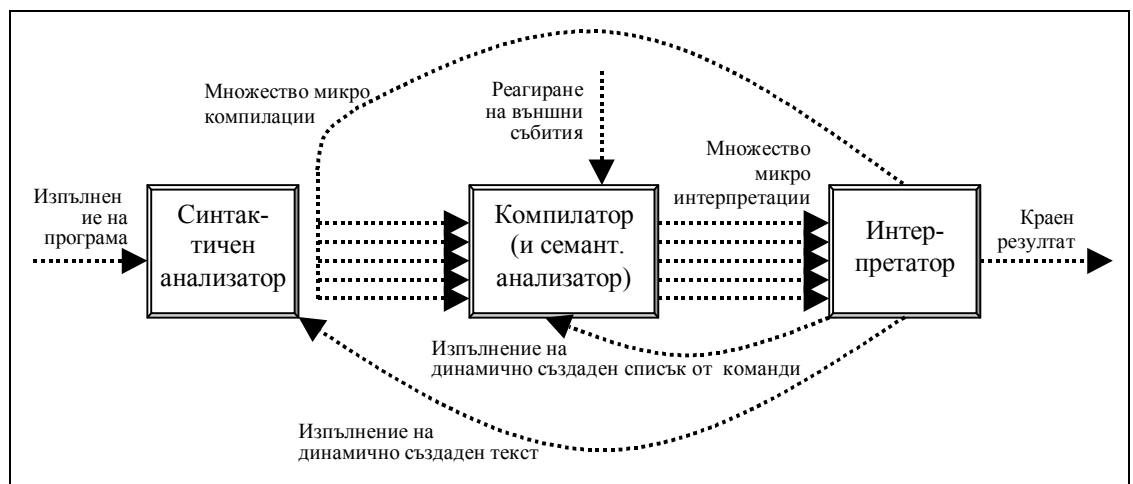 Множество микро
компилации
Реагиране
на външни
събития
Множество
микро
интерпретации
Изпълнен
ие на
програма
Синтак-
тичен
анализатор
Компилатор
(и семант.
анализатор)
Интер-
претатор
Краен
резултат
Изпълнение на
динамично създаден списък от команди
Изпълнение на
динамично създаден текст